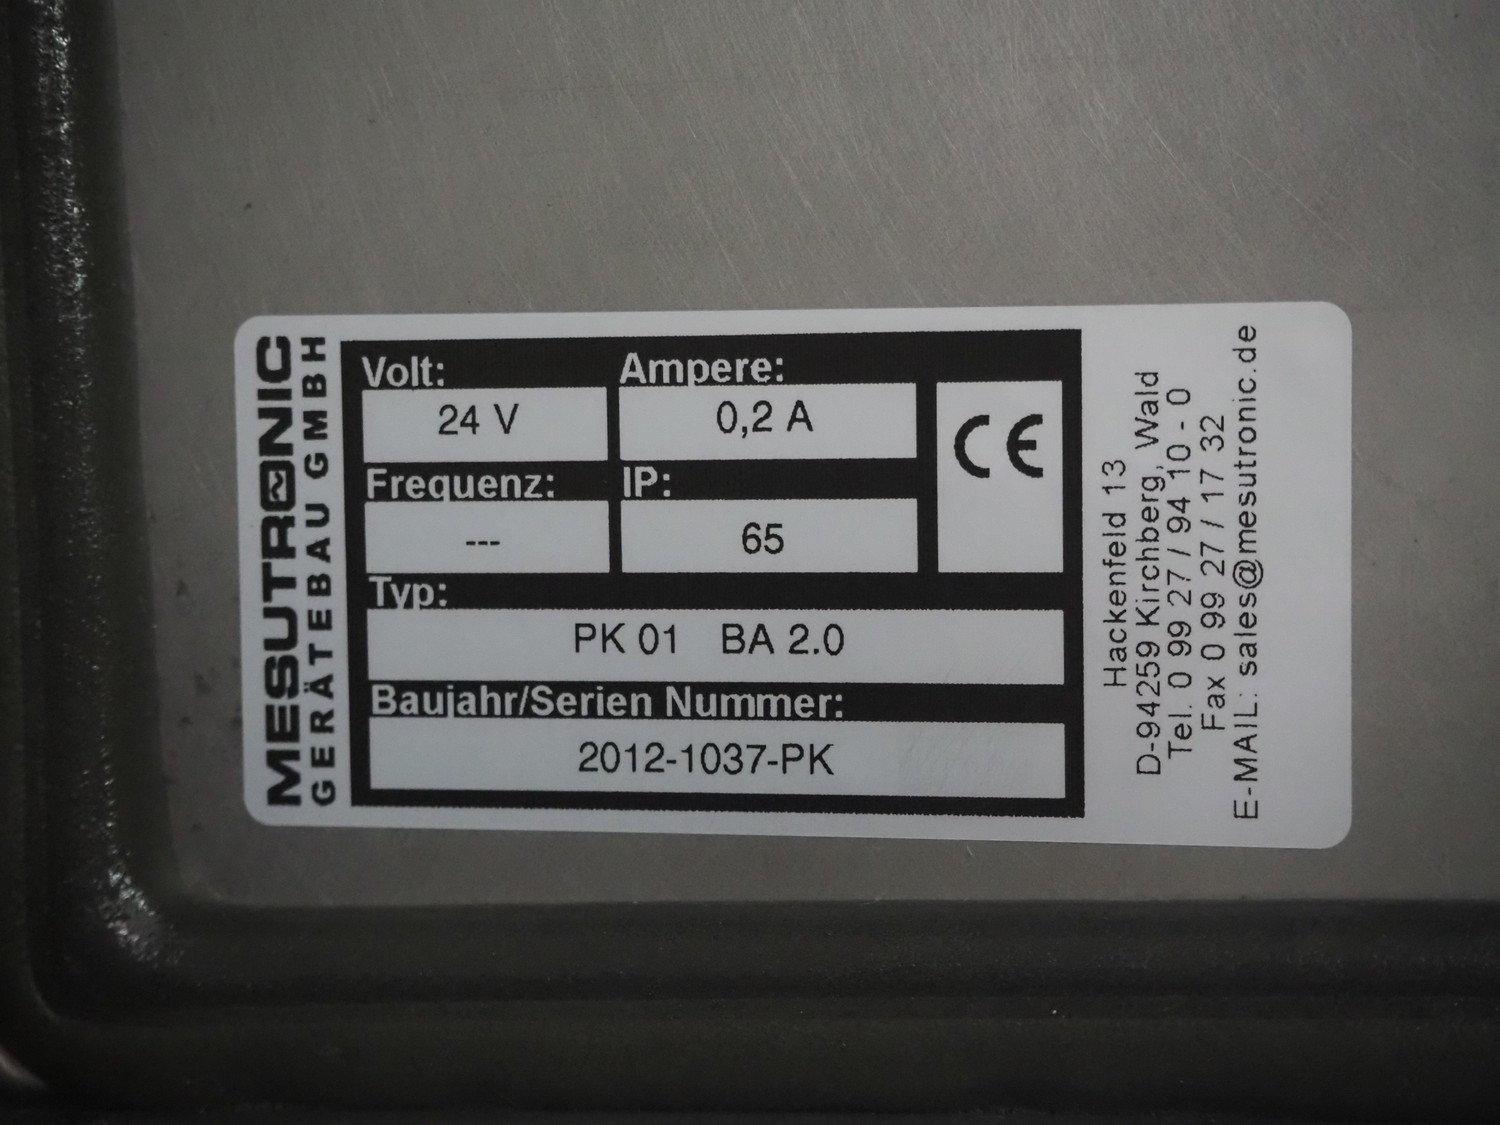 MESUTRONIC
GERÄTEBAU GMBH
Volt: Ampere:
24 V 0,2 A
CE
Frequenz: IP:
--- 65
Typ:
PK 01 BA 2.0
Baujahr/Serien Nummer:
2012-1037-PK
Hackenfeld 13
D-94259 Kirchberg, Wald
Tel. 0 99 27 / 94 10 - 0
Fax 0 99 27 / 17 32
E-MAIL: sales@mesutronic.de